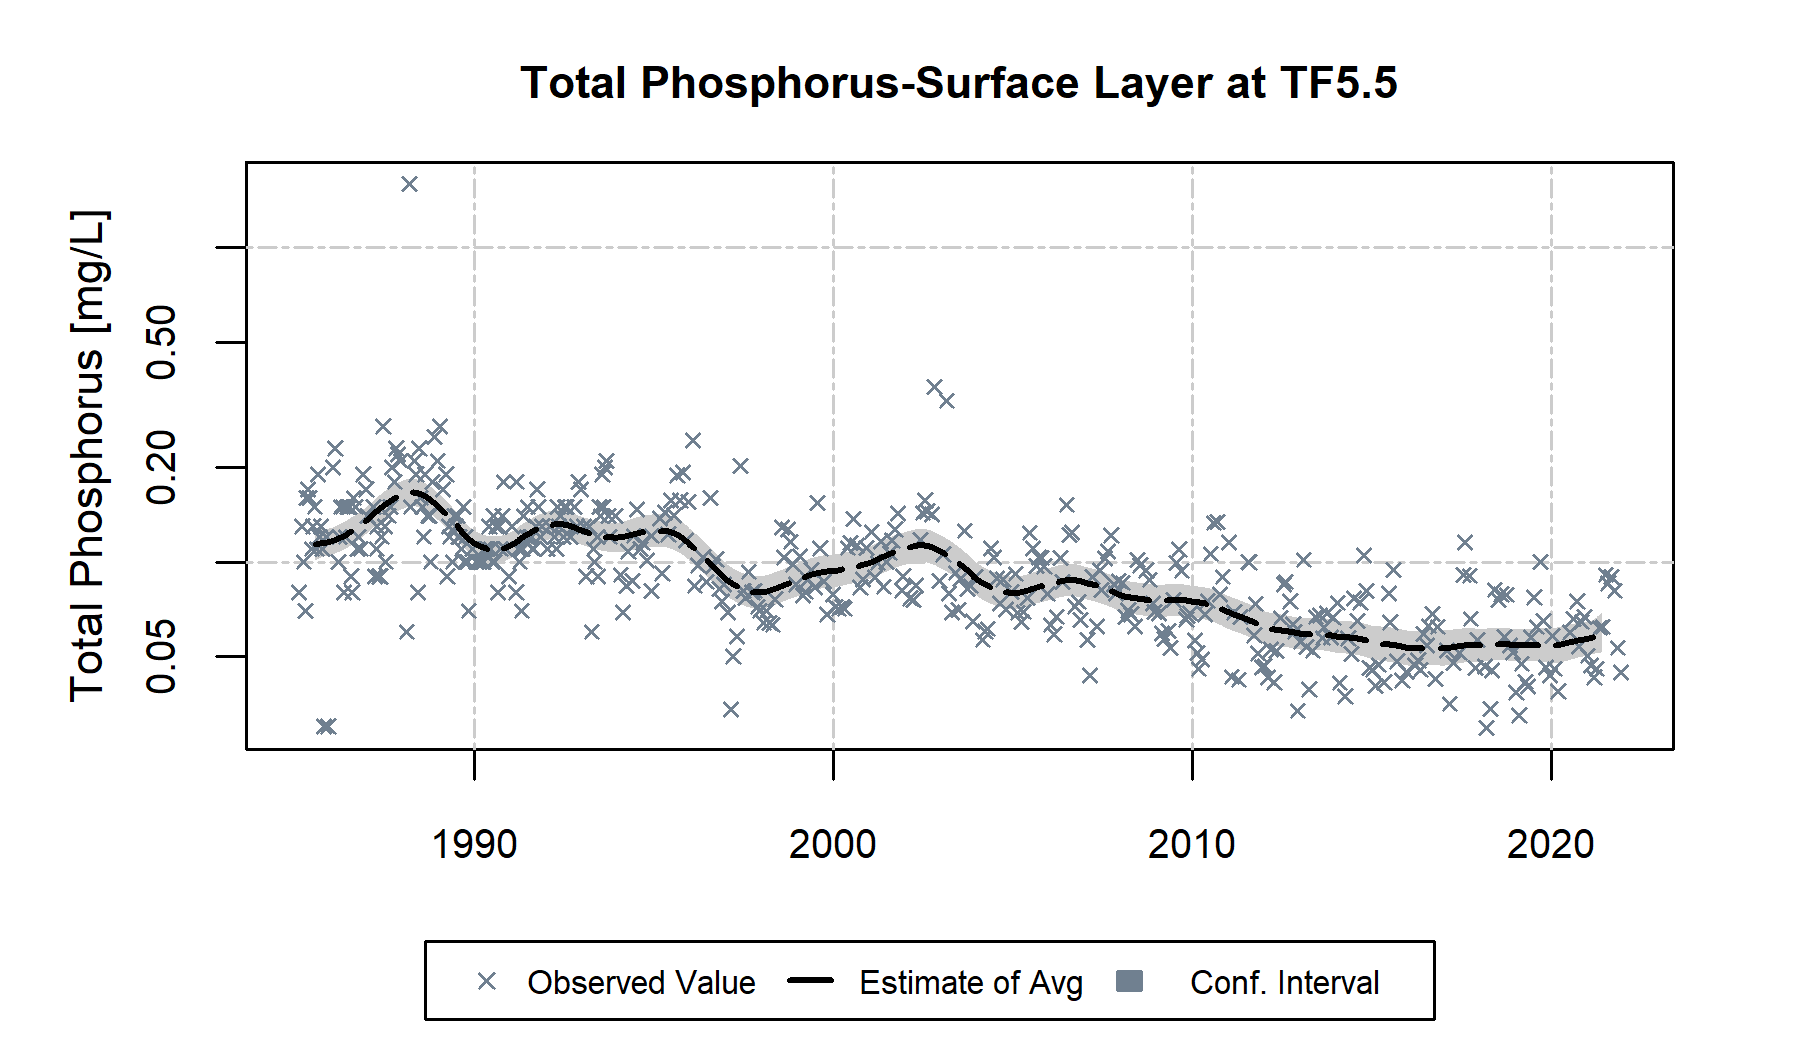 Total Phosphorus-Surface Layer at TF5.5
Total Phosphorus [mg/L]
0.50
0.20
0.05
1990 2000 2010 2020
Observed Value Estimate of Avg Conf. Interval